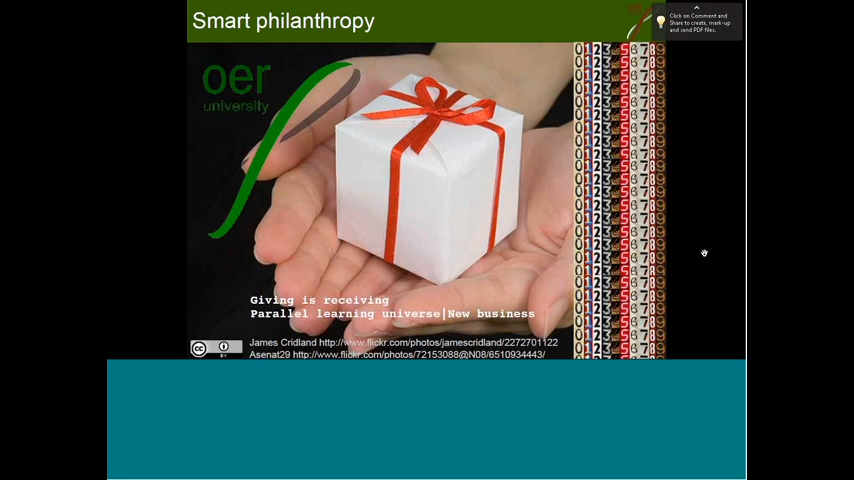 Smart philanthropy
Click on Comment and
Share to create, mark-up
and send PDF files.
oer
university
Giving is receiving
Parallel learning universe|New business
James Cridland http://www.flickr.com/photos/jamescridland/2272701122
Asenat29 http://www.flickr.com/photos/72153088@N08/6510934443/
cc
BY